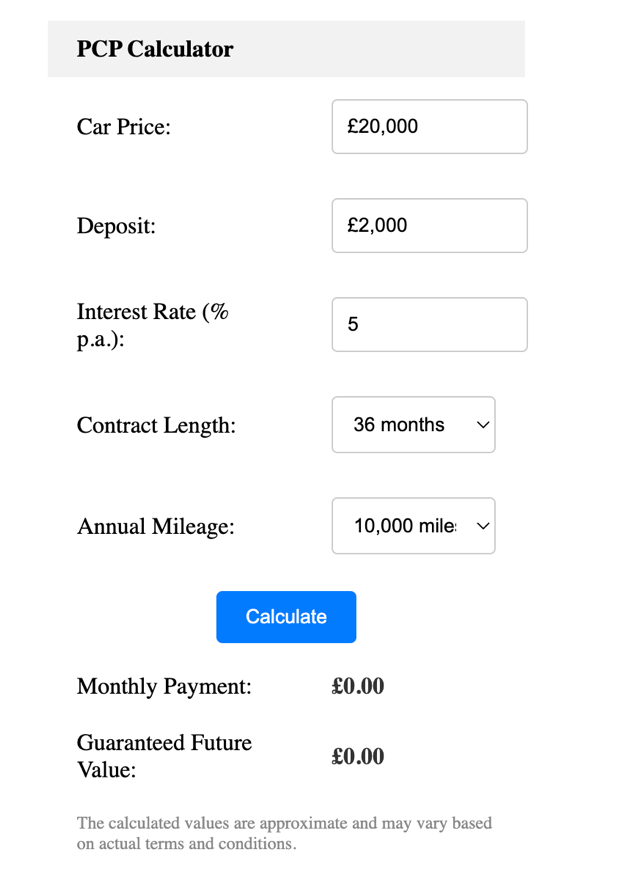 PCP Calculator
Car Price:
£20,000
Deposit:
£2,000
Interest Rate (%
p.a.):
5
Contract Length:
36 months
Annual Mileage:
10,000 mile
Calculate
Monthly Payment:
£0.00
Guaranteed Future
Value:
£0.00
The calculated values are approximate and may vary based
on actual terms and conditions.